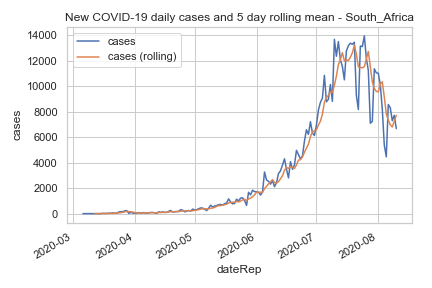 New COVID-19 daily cases and 5 day rolling mean - South_Africa
cases
cases (rolling)
14000
12000
10000
8000
6000
4000
2000
0
cases
2020-03
2020-04
2020-05
2020-06
2020-07
2020-08
dateRep